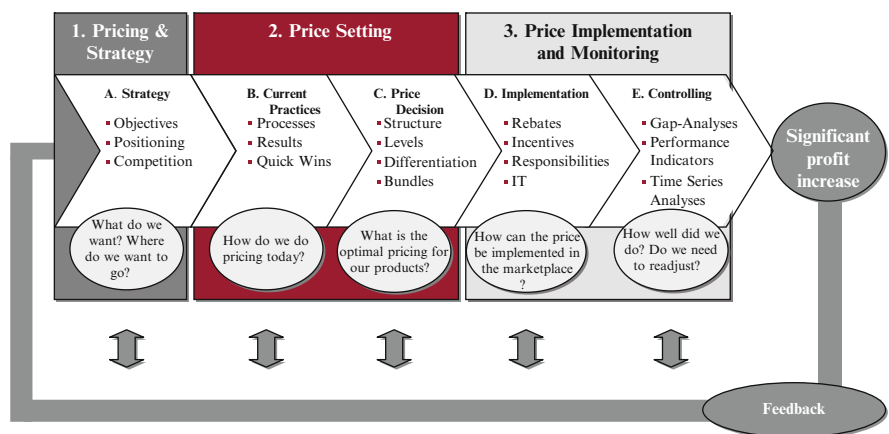 1. Pricing &
Strategy
2. Price Setting
3. Price Implementation
and Monitoring
A. Strategy
▪ Objectives
▪ Positioning
▪ Competition
B. Current
Practices
▪ Processes
▪ Results
▪ Quick Wins
C. Price
Decision
▪ Structure
▪ Levels
▪ Differentiation
▪ Bundles
D. Implementation
▪ Rebates
▪ Incentives
▪ Responsibilities
▪ IT
E. Controlling
▪ Gap-Analyses
▪ Performance
Indicators
▪ Time Series
Analyses
Significant
profit
increase
What do we
want? Where
do we want to
go?
How do we do
pricing today?
What is the
optimal pricing for
our products?
How can the price
be implemented in
the marketplace
?
How well did we
do? Do we need
to readjust?
Feedback